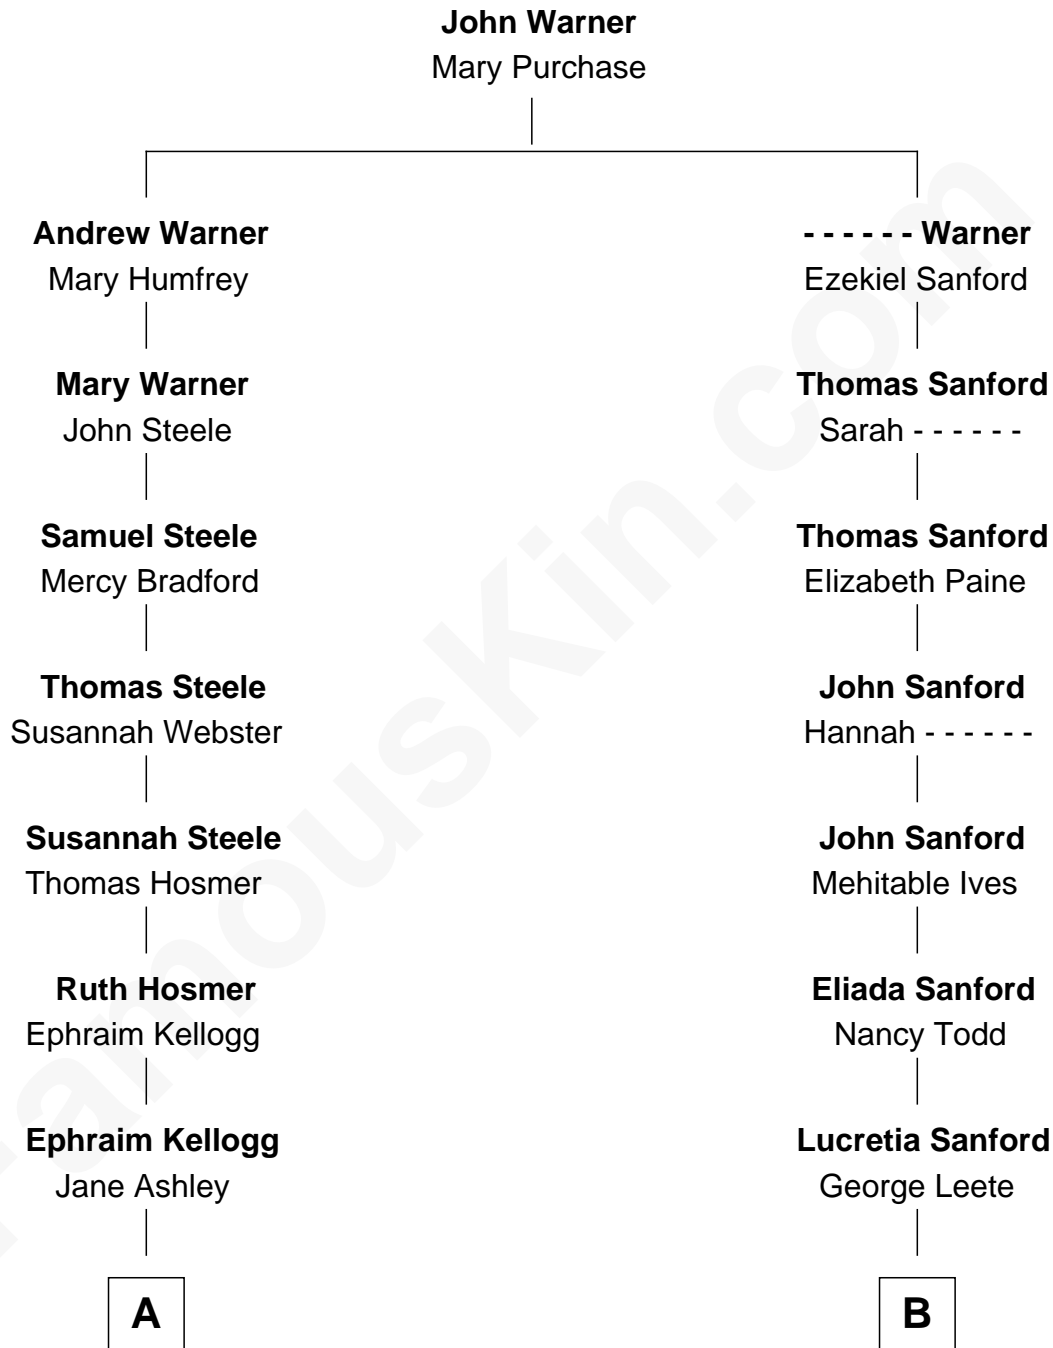 John Warner
Mary Purchase
Andrew Warner
Mary Humfrey
- - - - - - Warner
Ezekiel Sanford
Mary Warner
John Steele
Thomas Sanford
Sarah - - - - - -
Samuel Steele
Mercy Bradford
Thomas Sanford
Elizabeth Paine
Thomas Steele
Susannah Webster
John Sanford
Hannah - - - - - -
Susannah Steele
Thomas Hosmer
John Sanford
Mehitable Ives
Ruth Hosmer
Ephraim Kellogg
Eliada Sanford
Nancy Todd
Ephraim Kellogg
Jane Ashley
Lucretia Sanford
George Leete
A
B
FamousKin.com